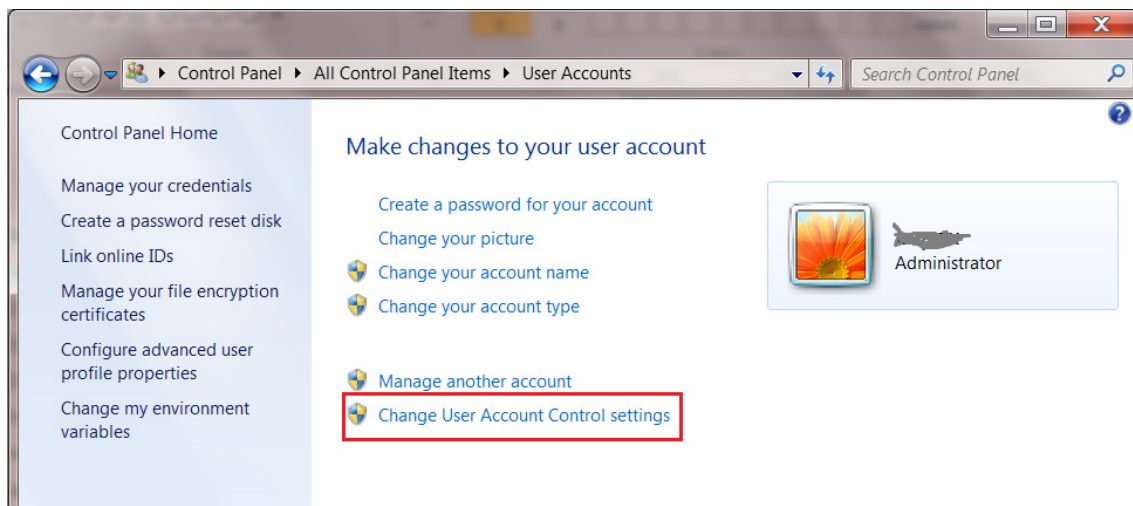 Control Panel ▸ All Control Panel Items ▸ User Accounts
Search Control Panel
Control Panel Home
Manage your credentials
Create a password reset disk
Link online IDs
Manage your file encryption
certificates
Configure advanced user
profile properties
Change my environment
variables
Make changes to your user account
Create a password for your account
Change your picture
Change your account name
Change your account type
Manage another account
Change User Account Control settings
Administrator